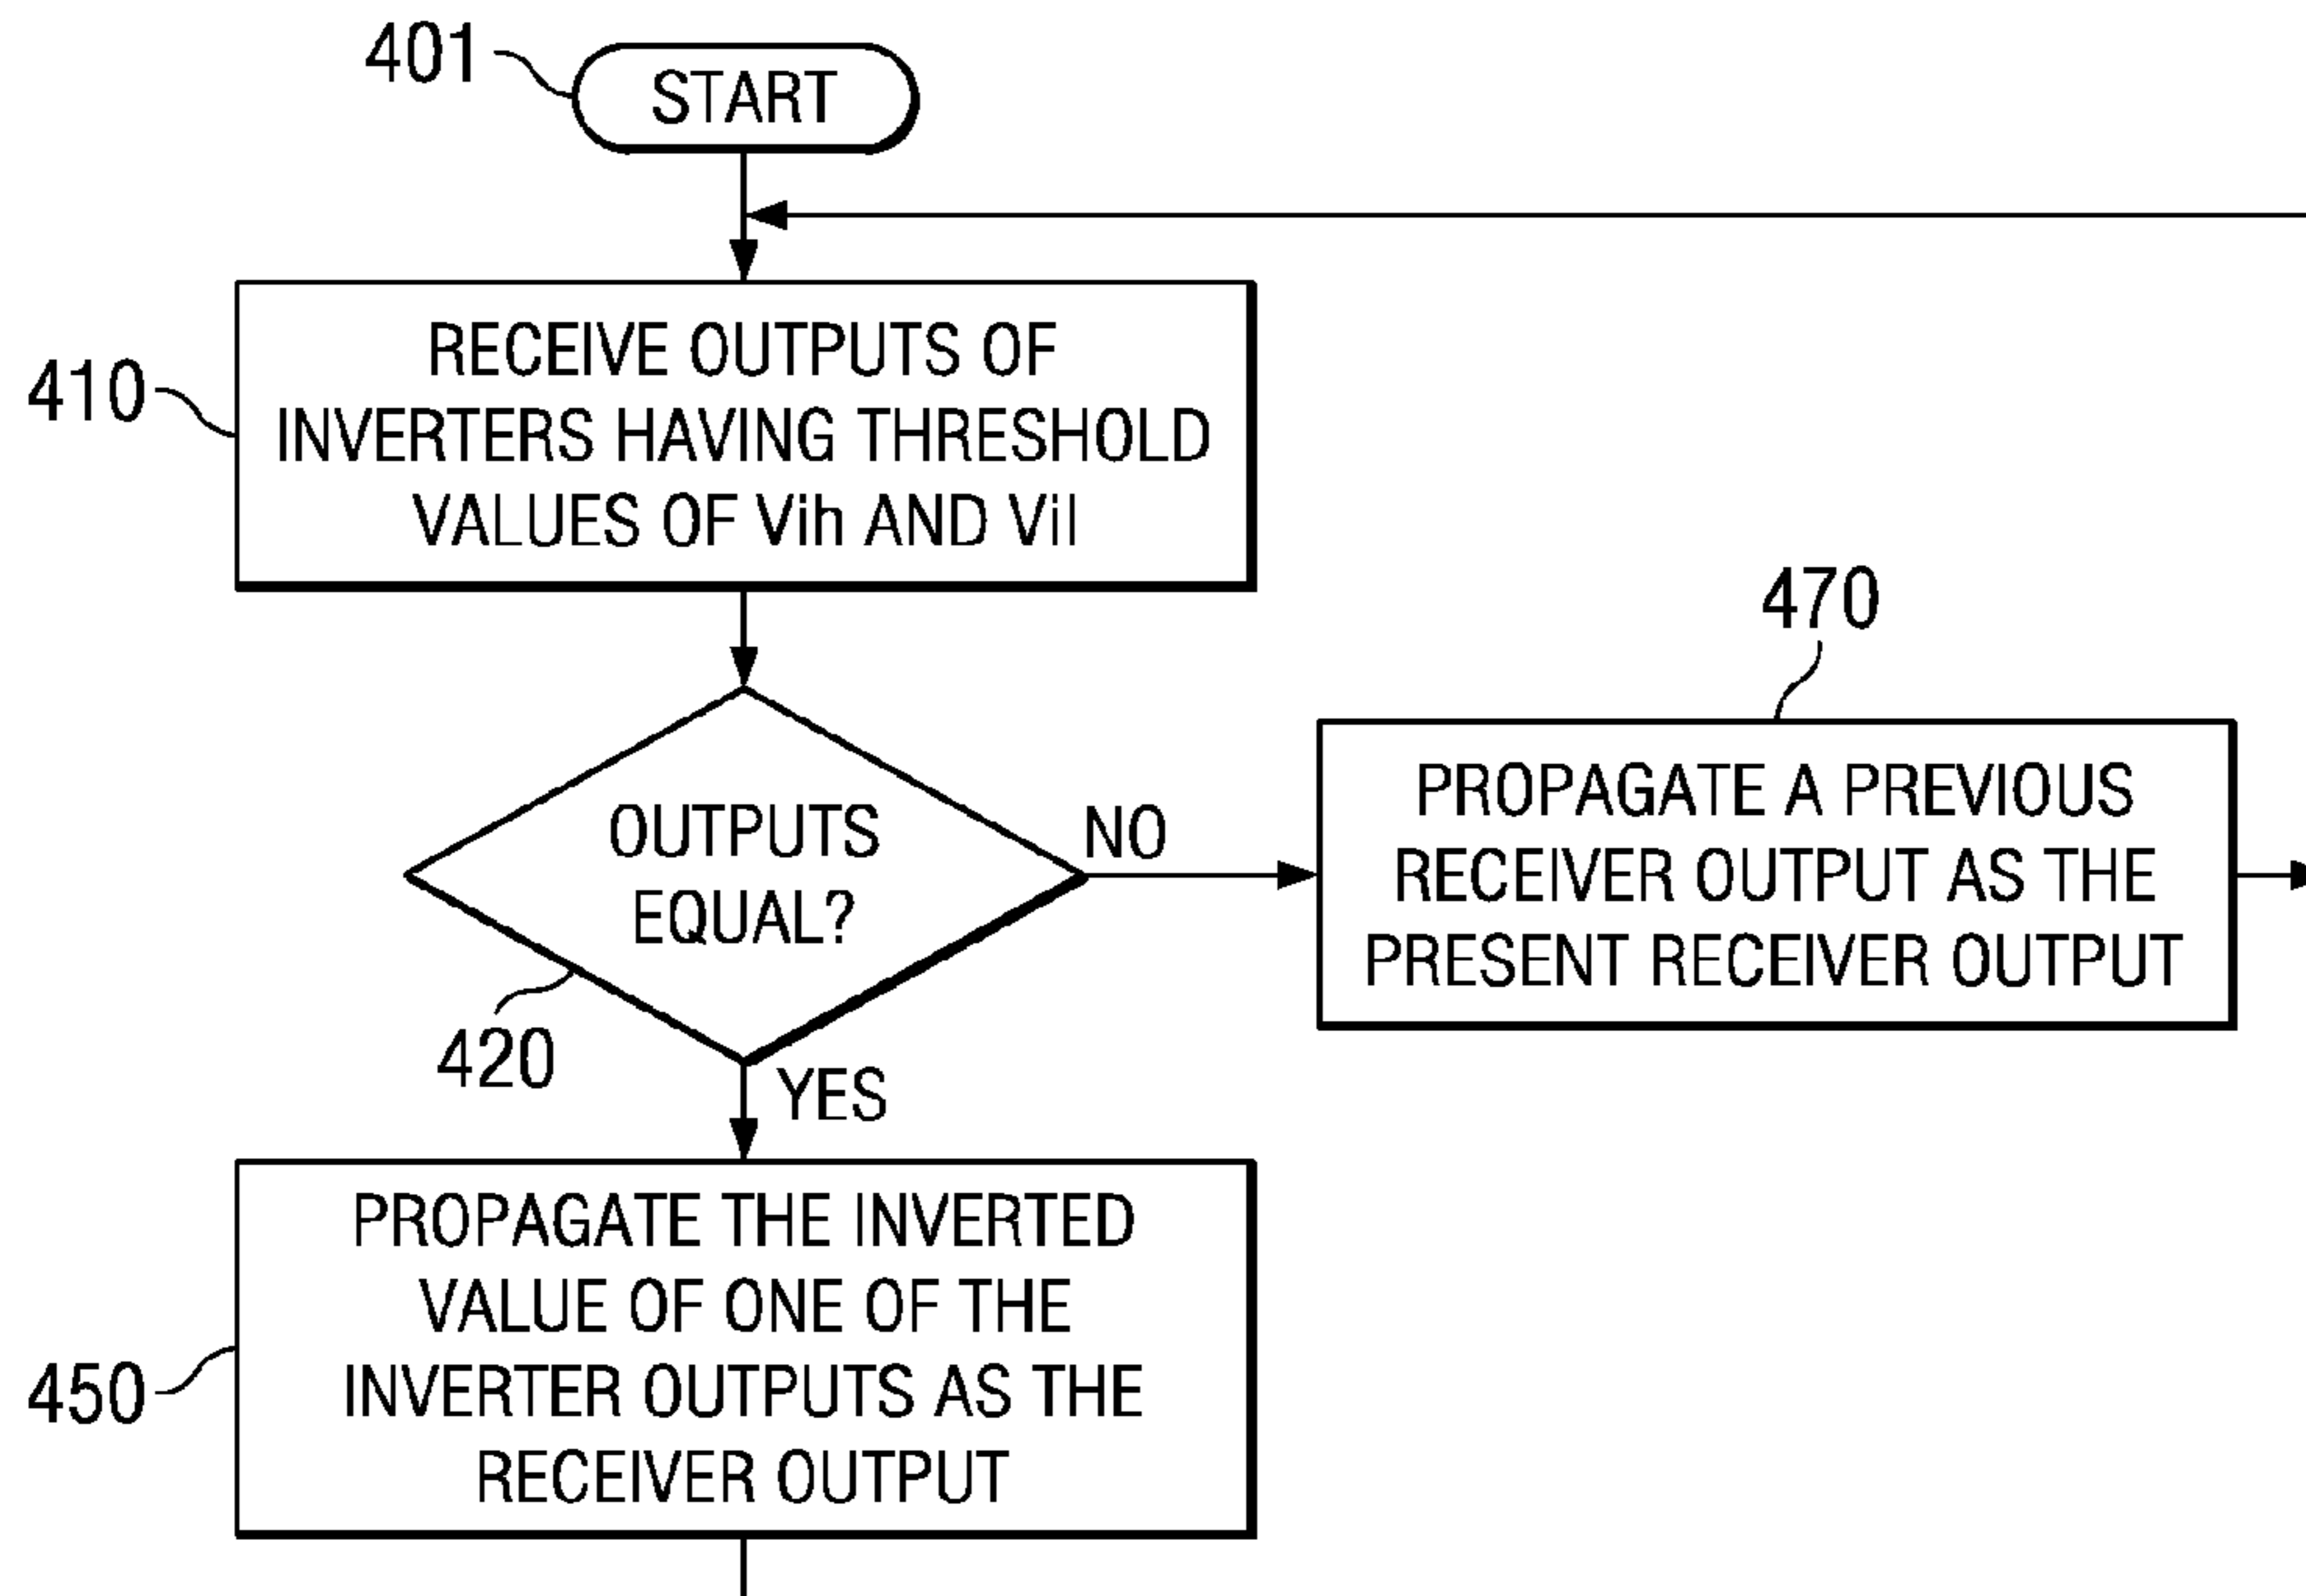 401
START
410
RECEIVE OUTPUTS OF
INVERTERS HAVING THRESHOLD
VALUES OF Vih AND Vil
420
OUTPUTS
EQUAL?
NO
YES
470
PROPAGATE A PREVIOUS
RECEIVER OUTPUT AS THE
PRESENT RECEIVER OUTPUT
450
PROPAGATE THE INVERTED
VALUE OF ONE OF THE
INVERTER OUTPUTS AS THE
RECEIVER OUTPUT